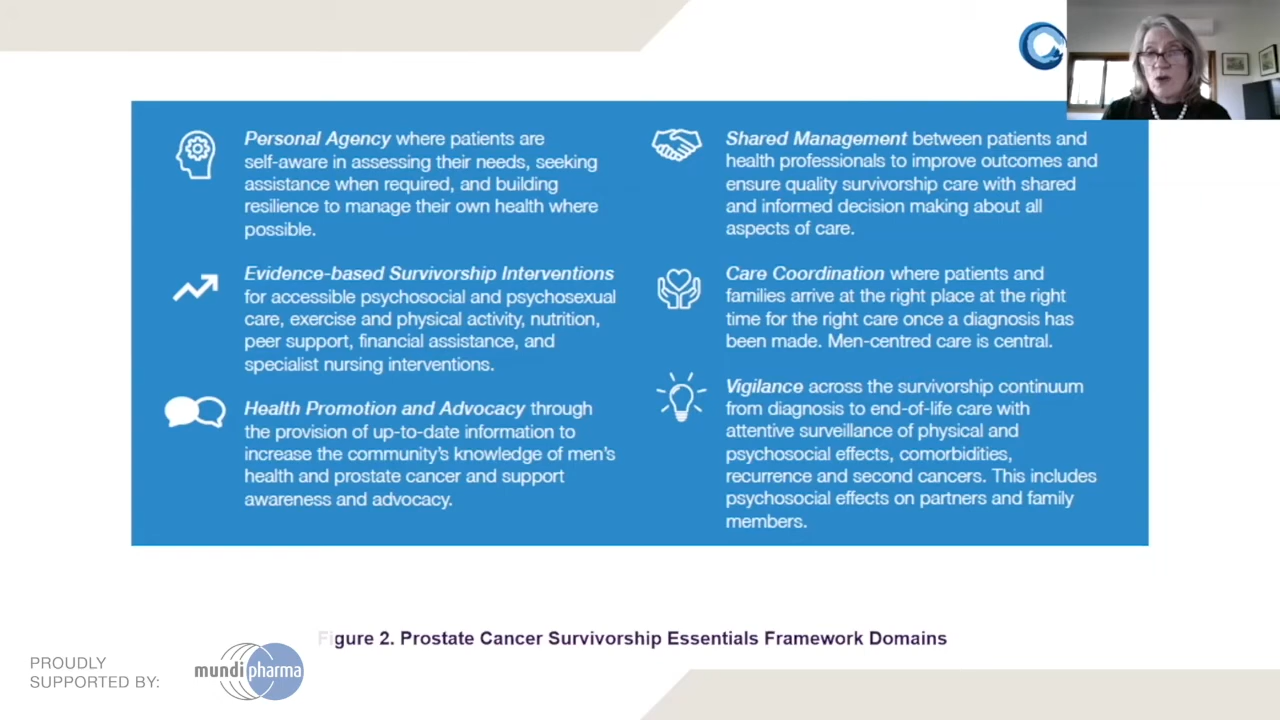 Personal Agency where patients are
self-aware in assessing their needs, seeking
assistance when required, and building
resilience to manage their own health where
possible.
Evidence-based Survivorship Interventions
for accessible psychosocial and psychosexual
care, exercise and physical activity, nutrition,
peer support, financial assistance, and
specialist nursing interventions.
Health Promotion and Advocacy through
the provision of up-to-date information to
increase the community's knowledge of men's
health and prostate cancer and support
awareness and advocacy.
Shared Management between patients and
health professionals to improve outcomes and
ensure quality survivorship care with shared
and informed decision making about all
aspects of care.
Care Coordination where patients and
families arrive at the right place at the right
time for the right care once a diagnosis has
been made. Men-centred care is central.
Vigilance across the survivorship continuum
from diagnosis to end-of-life care with
attentive surveillance of physical and
psychosocial effects, comorbidities,
recurrence and second cancers. This includes
psychosocial effects on partners and family
members.
Figure 2. Prostate Cancer Survivorship Essentials Framework Domains
PROUDLY
SUPPORTED BY:
mundipharma